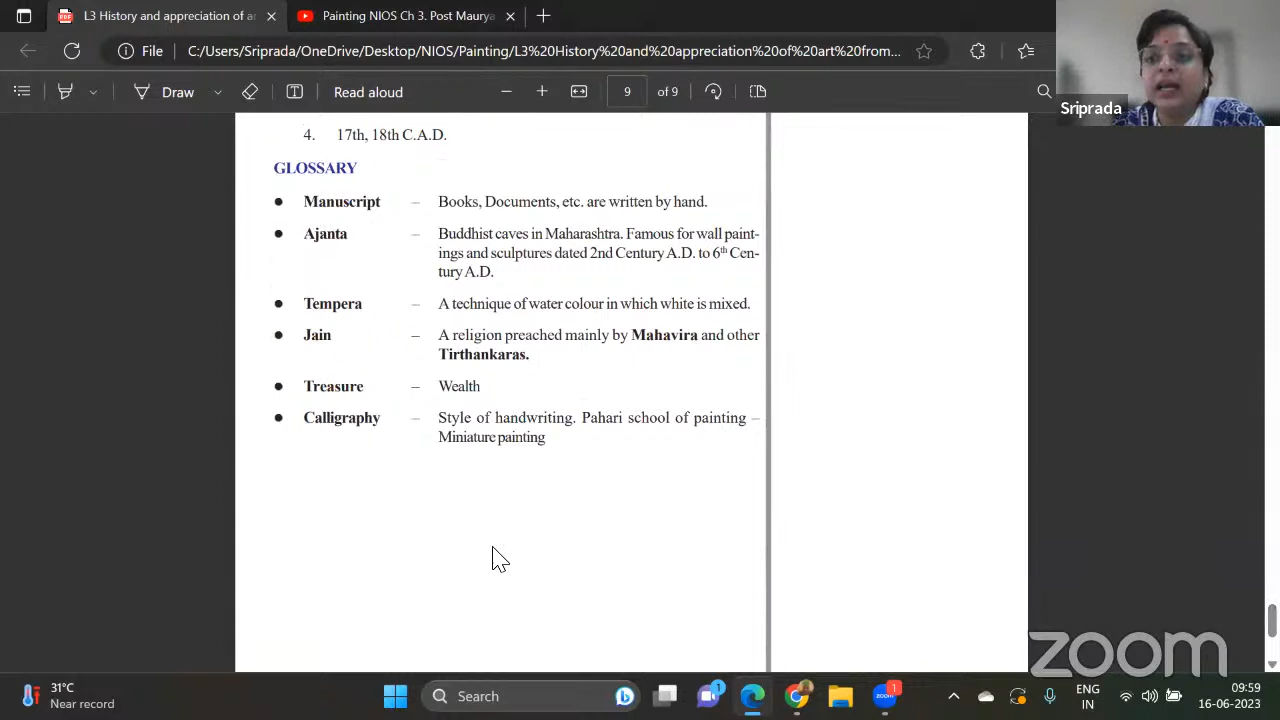 L3 History and appreciation of a
Painting NIOS Ch 3. Post Maurya
File
C:/Users/Sriprada/OneDrive/Desktop/NIOS/Painting/L3%20History%20and%20appreciation%20of%20art%20from...
Draw
Read aloud
9
of 9
Sriprada
4. 17th, 18th C.A.D.
GLOSSARY
● Manuscript – Books, Documents, etc. are written by hand.
● Ajanta – Buddhist caves in Maharashtra. Famous for wall paint-
ings and sculptures dated 2nd Century A.D. to 6th Cen-
tury A.D.
● Tempera – A technique of water colour in which white is mixed.
● Jain – A religion preached mainly by Mahavira and other
Tirthankaras.
● Treasure – Wealth
● Calligraphy – Style of handwriting. Pahari school of painting –
Miniature painting
zoom
31°C
Near record
Search
1
zoom
1
ENG
IN
09:59
16-06-2023